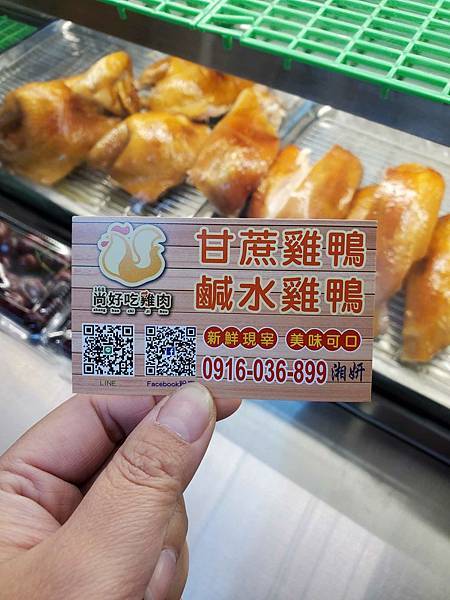 甘蔗雞鴨
鹹水雞鴨
尚好吃雞肉
新鮮現宰 美味可口
0916-036-899 湘妍
LINE
Facebook